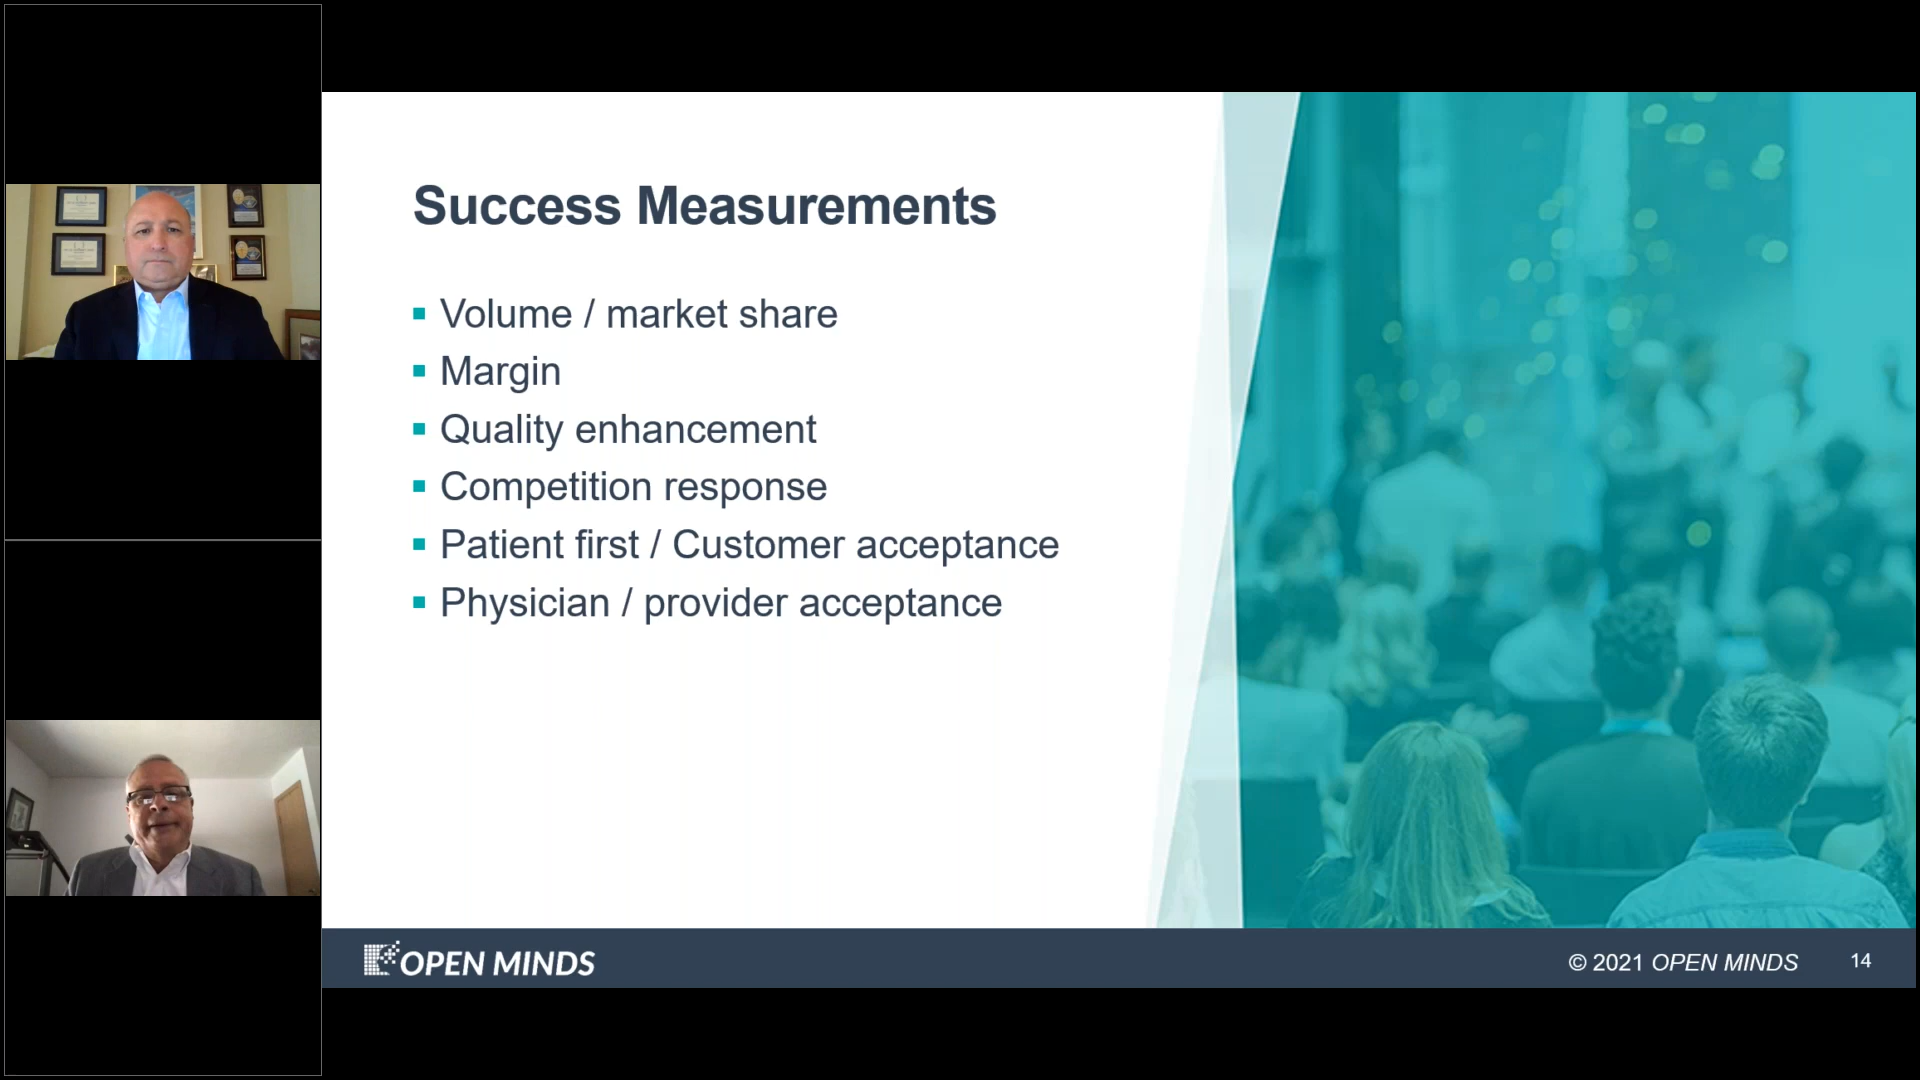 Success Measurements
Volume / market share
Margin
Quality enhancement
Competition response
Patient first / Customer acceptance
Physician / provider acceptance
OPEN MINDS
© 2021 OPEN MINDS
14